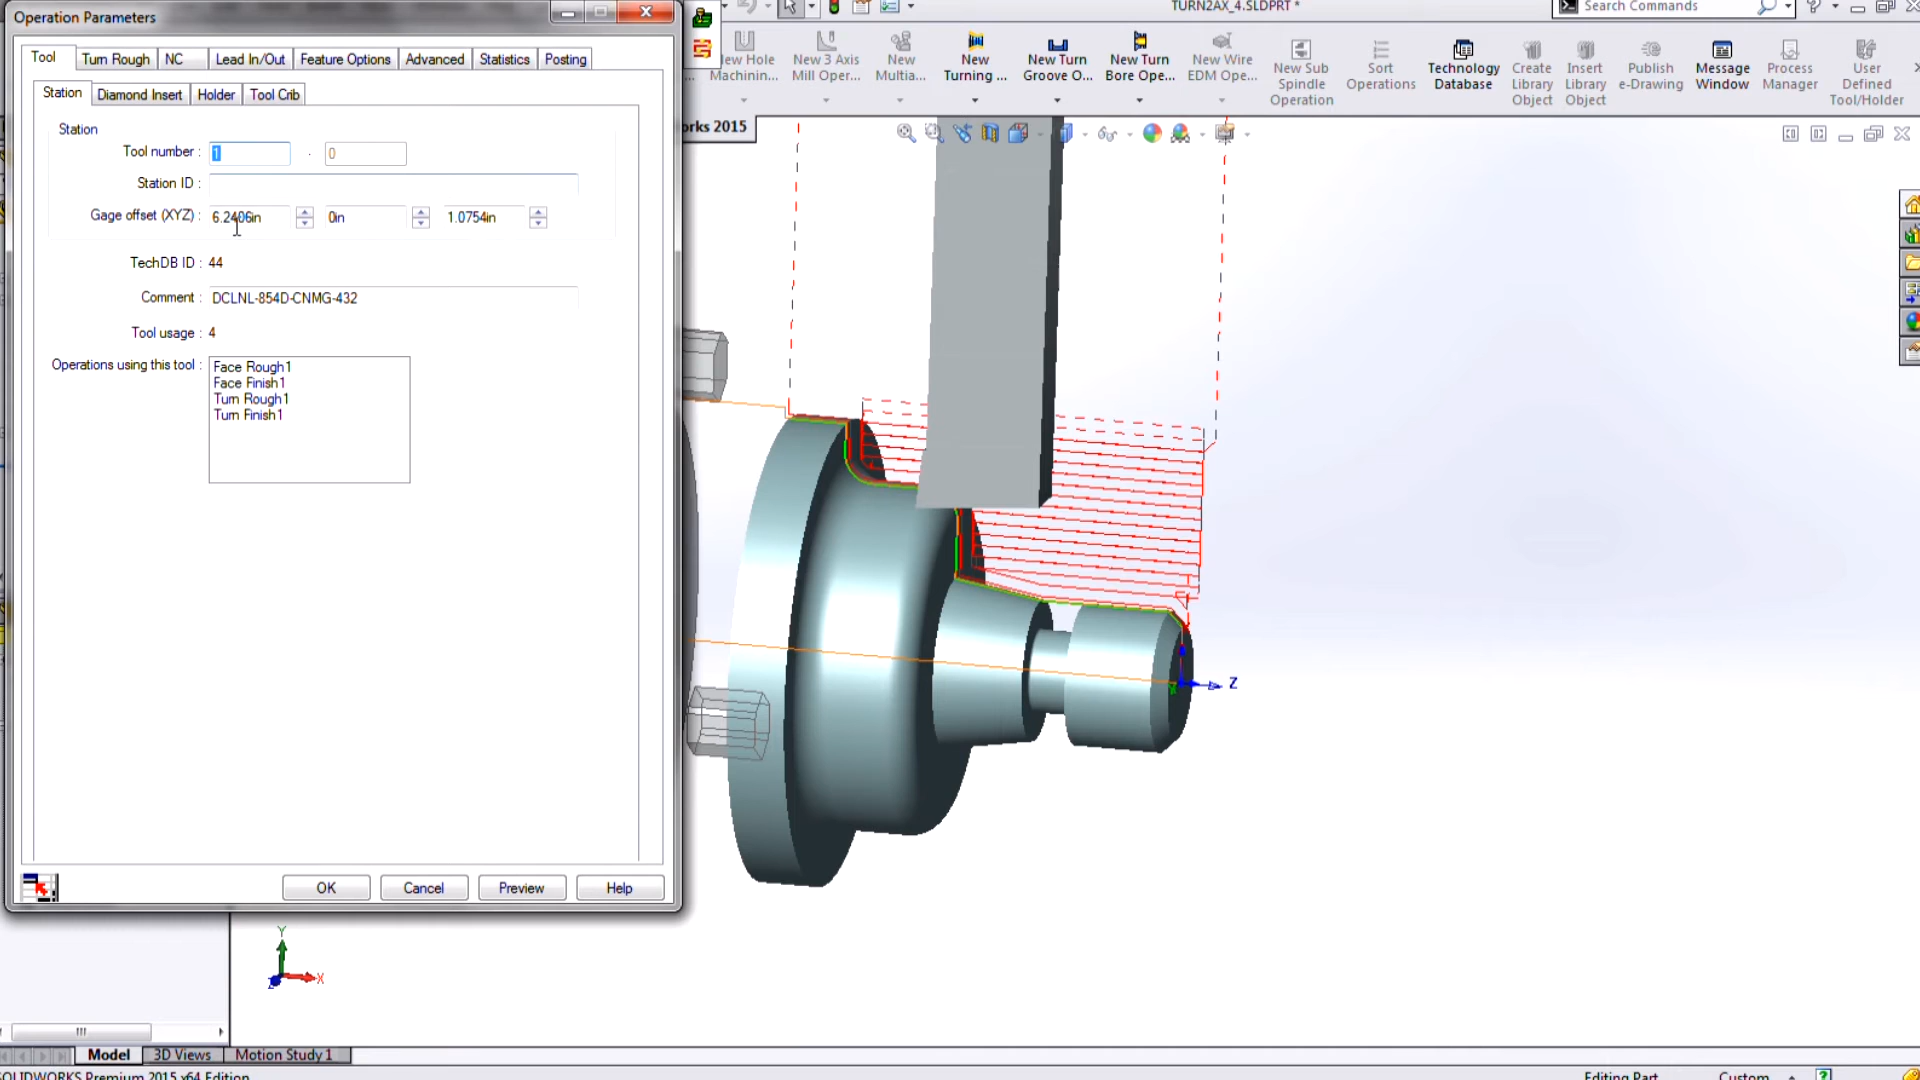 Operation Parameters
Tool
Turn Rough
NC
Lead In/Out
Feature Options
Advanced
Statistics
Posting
Station
Diamond Insert
Holder
Tool Crib
Station
Tool number : 1 . 0
Station ID :
Gage offset (XYZ) : 6.2406in 0in 1.0754in
TechDB ID : 44
Comment : DCLNL-854D-CNMG-432
Tool usage : 4
Operations using this tool :
Face Rough1
Face Finish1
Turn Rough1
Turn Finish1
OK
Cancel
Preview
Help
TURN2AX_4.SLDPRT *
Search Commands
New Hole
Machinin...
New 3 Axis
Mill Oper...
New
Multia...
New
Turning ...
New Turn
Groove O...
New Turn
Bore Ope...
New Wire
EDM Ope...
New Sub
Spindle
Operation
Sort
Operations
Technology
Database
Create
Library
Object
Insert
Library
Object
Publish
e-Drawing
Message
Window
Process
Manager
User
Defined
Tool/Holder
orks 2015
Z
Y
X
Z
Model
3D Views
Motion Study 1
SOLIDWORKS Premium 2015 x64 Edition
Editing Part
Custom